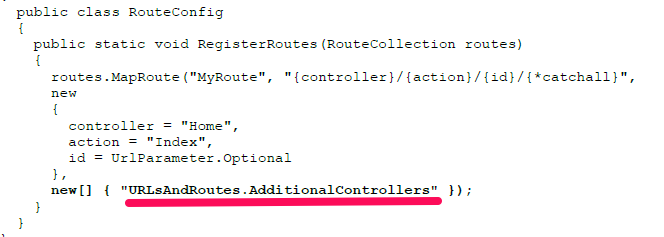 public class RouteConfig
{
public static void RegisterRoutes(RouteCollection routes)
{
routes.MapRoute("MyRoute", "{controller}/{action}/{id}/{*catchall}",
new
{
controller = "Home",
action = "Index",
id = UrlParameter.Optional
},
new[] { "URLsAndRoutes.AdditionalControllers" });
}
}